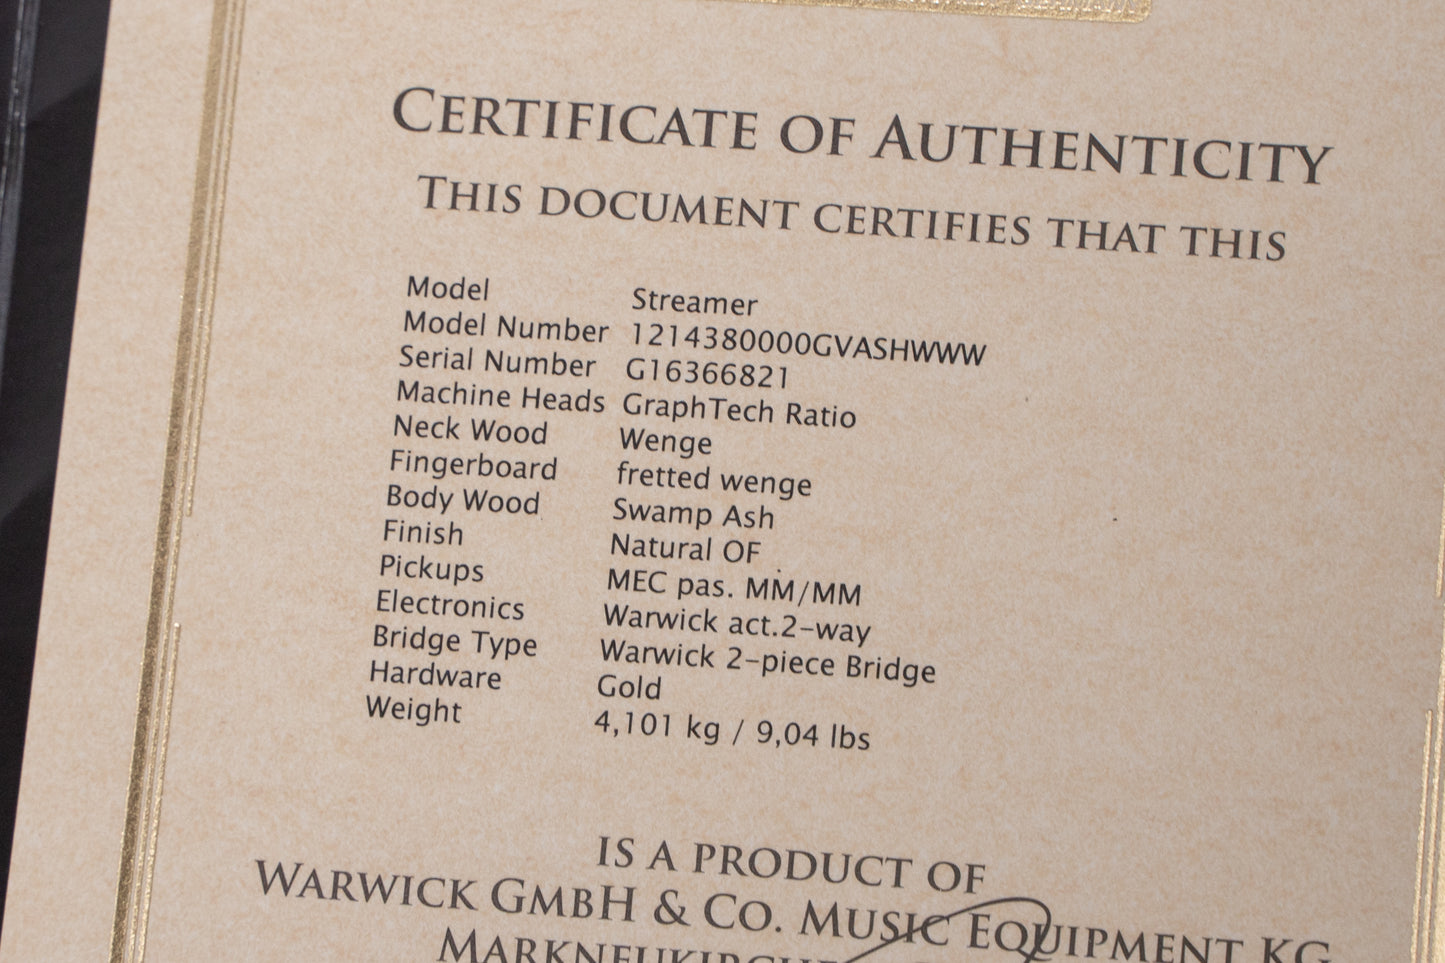 CERTIFICATE OF AUTHENTICITY
THIS DOCUMENT CERTIFIES THAT THIS
Model Streamer
Model Number 1214380000GVASHWWW
Serial Number G16366821
Machine Heads GraphTech Ratio
Neck Wood Wenge
Fingerboard fretted wenge
Body Wood Swamp Ash
Finish Natural OF
Pickups MEC pas. MM/MM
Electronics Warwick act.2-way
Bridge Type Warwick 2-piece Bridge
Hardware Gold
Weight 4,101 kg / 9,04 lbs
IS A PRODUCT OF
WARWICK GMBH & CO. MUSIC EQUIPMENT KG